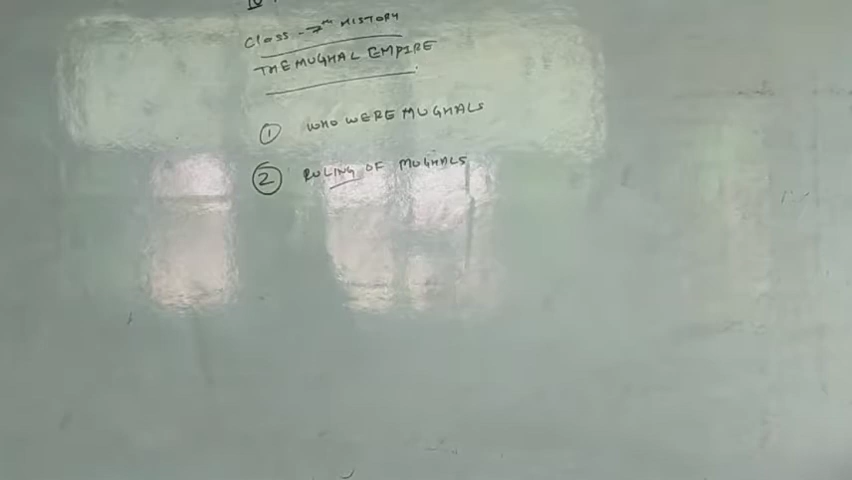 Class - 7th HISTORY
THE MUGHAL EMPIRE
① WHO WERE MUGHALS
② RULING OF MUGHALS